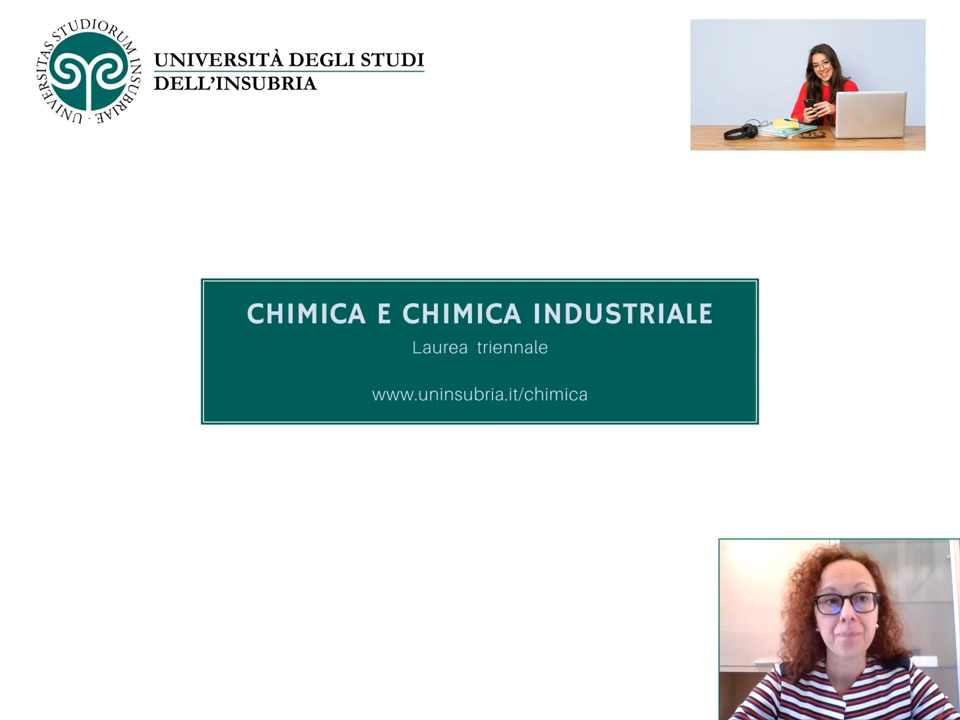 UNIVERSITAS STUDIORUM INSUBRIAE
UNIVERSITÀ DEGLI STUDI
DELL'INSUBRIA
CHIMICA E CHIMICA INDUSTRIALE
Laurea triennale
www.uninsubria.it/chimica